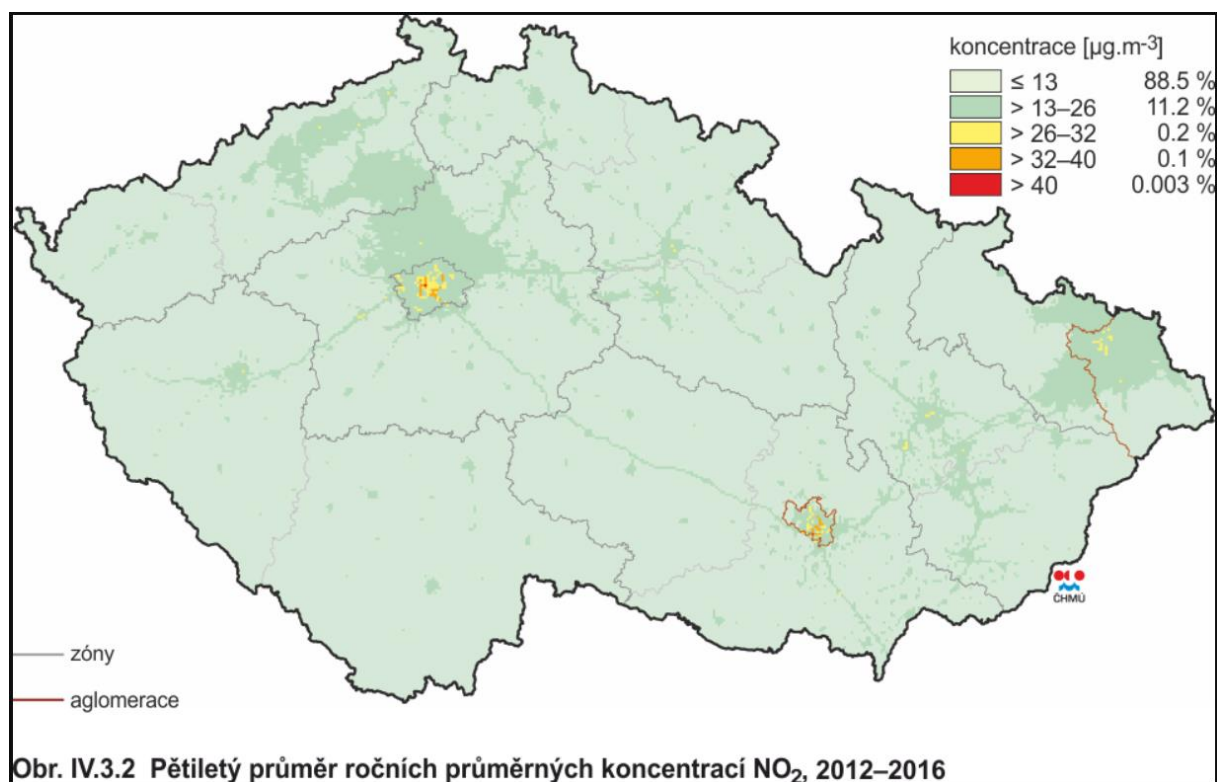 koncentrace [µg.m-3]
≤ 13 88.5 %
> 13–26 11.2 %
> 26–32 0.2 %
> 32–40 0.1 %
> 40 0.003 %
ČHMÚ
zóny
aglomerace
Obr. IV.3.2 Pětiletý průměr ročních průměrných koncentrací NO2, 2012–2016